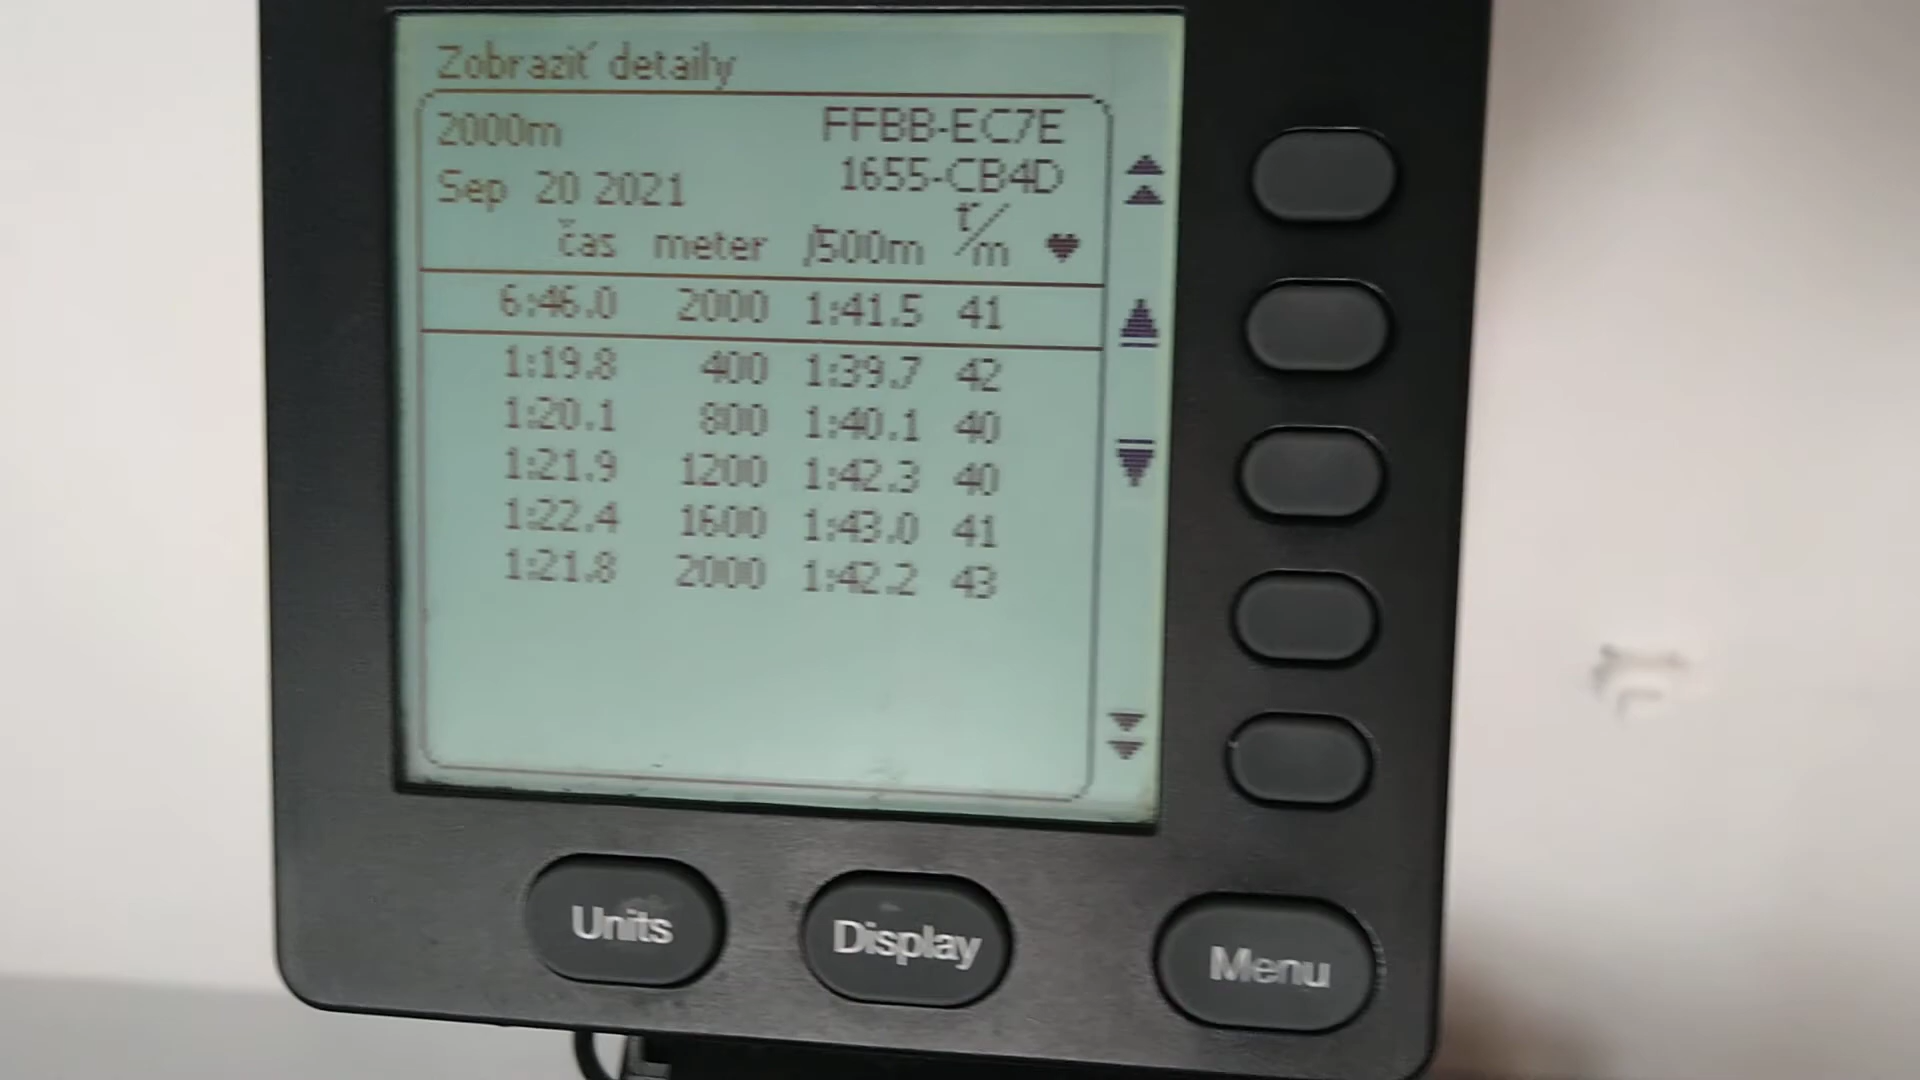 Zobraziť detaily
2000m FFBB-EC7E
Sep 20 2021 1655-CB4D
čas meter /500m ť/m ♥
6:46.0 2000 1:41.5 41
1:19.8 400 1:39.7 42
1:20.1 800 1:40.1 40
1:21.9 1200 1:42.3 40
1:22.4 1600 1:43.0 41
1:21.8 2000 1:42.2 43
Units Display Menu